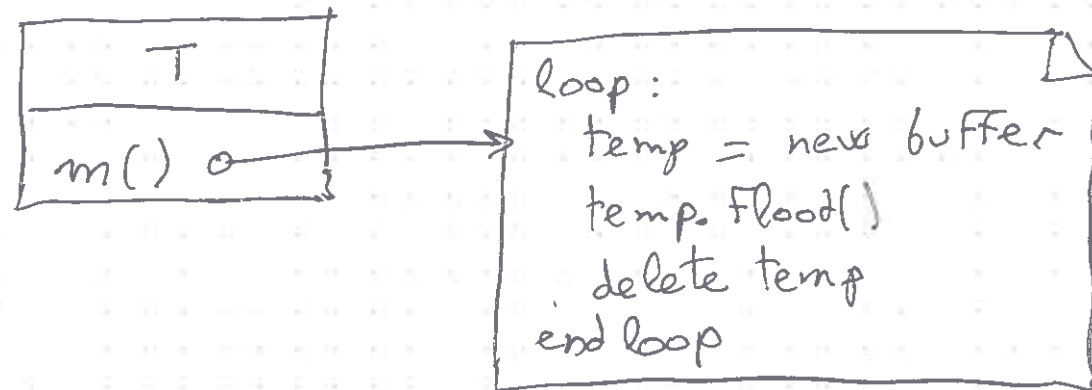 T
m()
loop:
temp = new buffer
temp.Flood()
delete temp
end loop